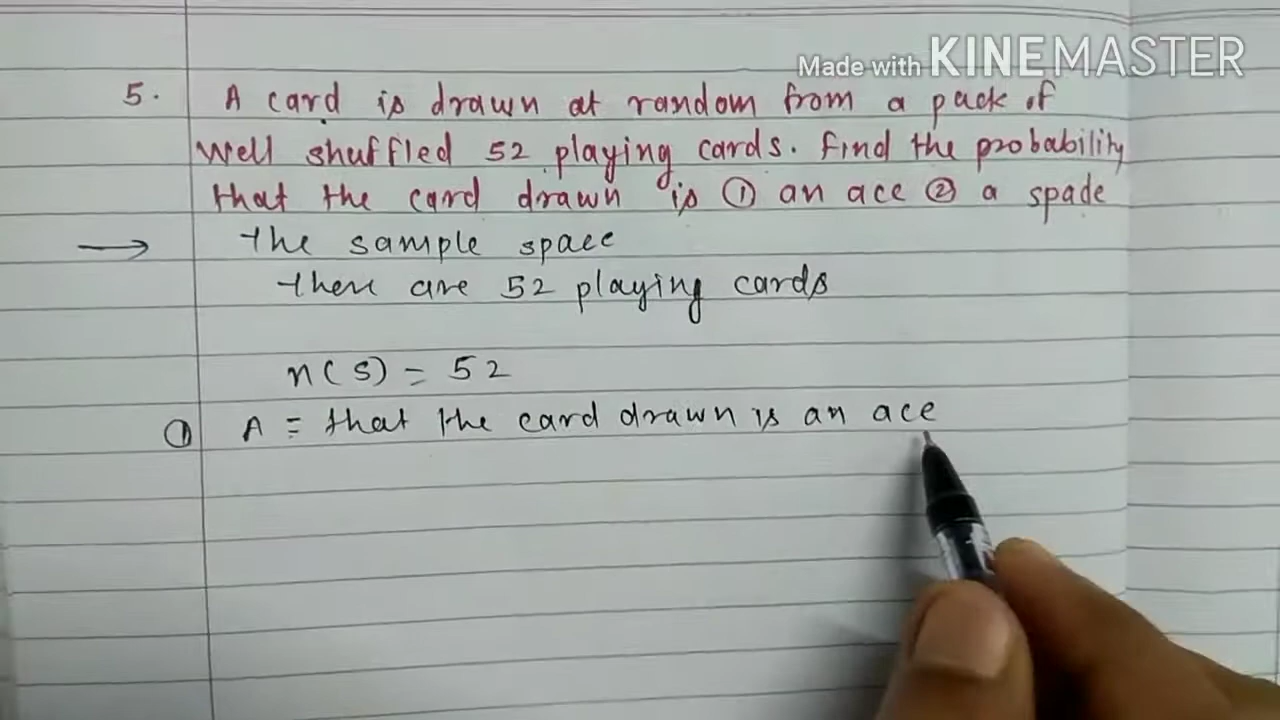 Made with KINEMASTER
5. A card is drawn at random from a pack of
well shuffled 52 playing cards. Find the probability
that the card drawn is ① an ace ② a spade
→ The sample space
There are 52 playing cards
n(S) = 52
① A = that the card drawn is an ace